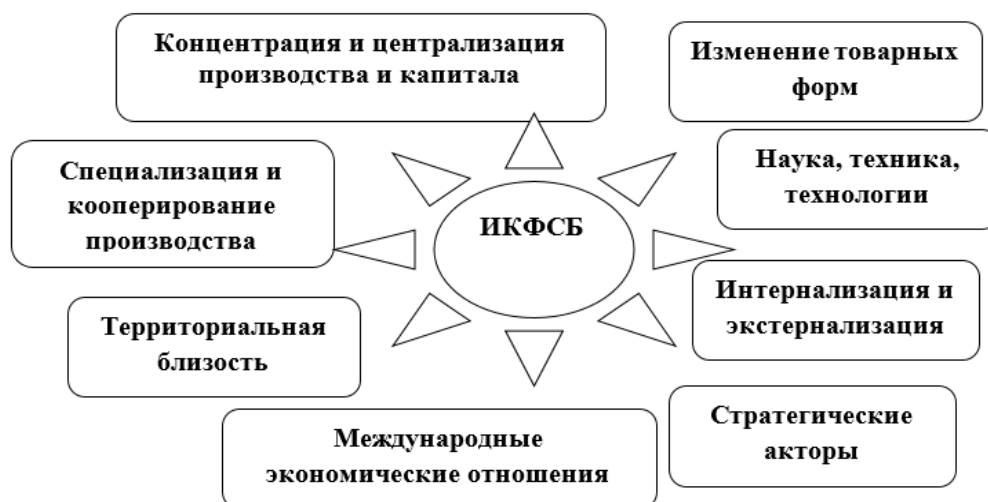 Концентрация и централизация
производства и капитала
Изменение товарных
форм
Специализация и
кооперирование
производства
Наука, техника,
технологии
ИКФСБ
Интернализация и
экстернализация
Территориальная
близость
Международные
экономические отношения
Стратегические
акторы